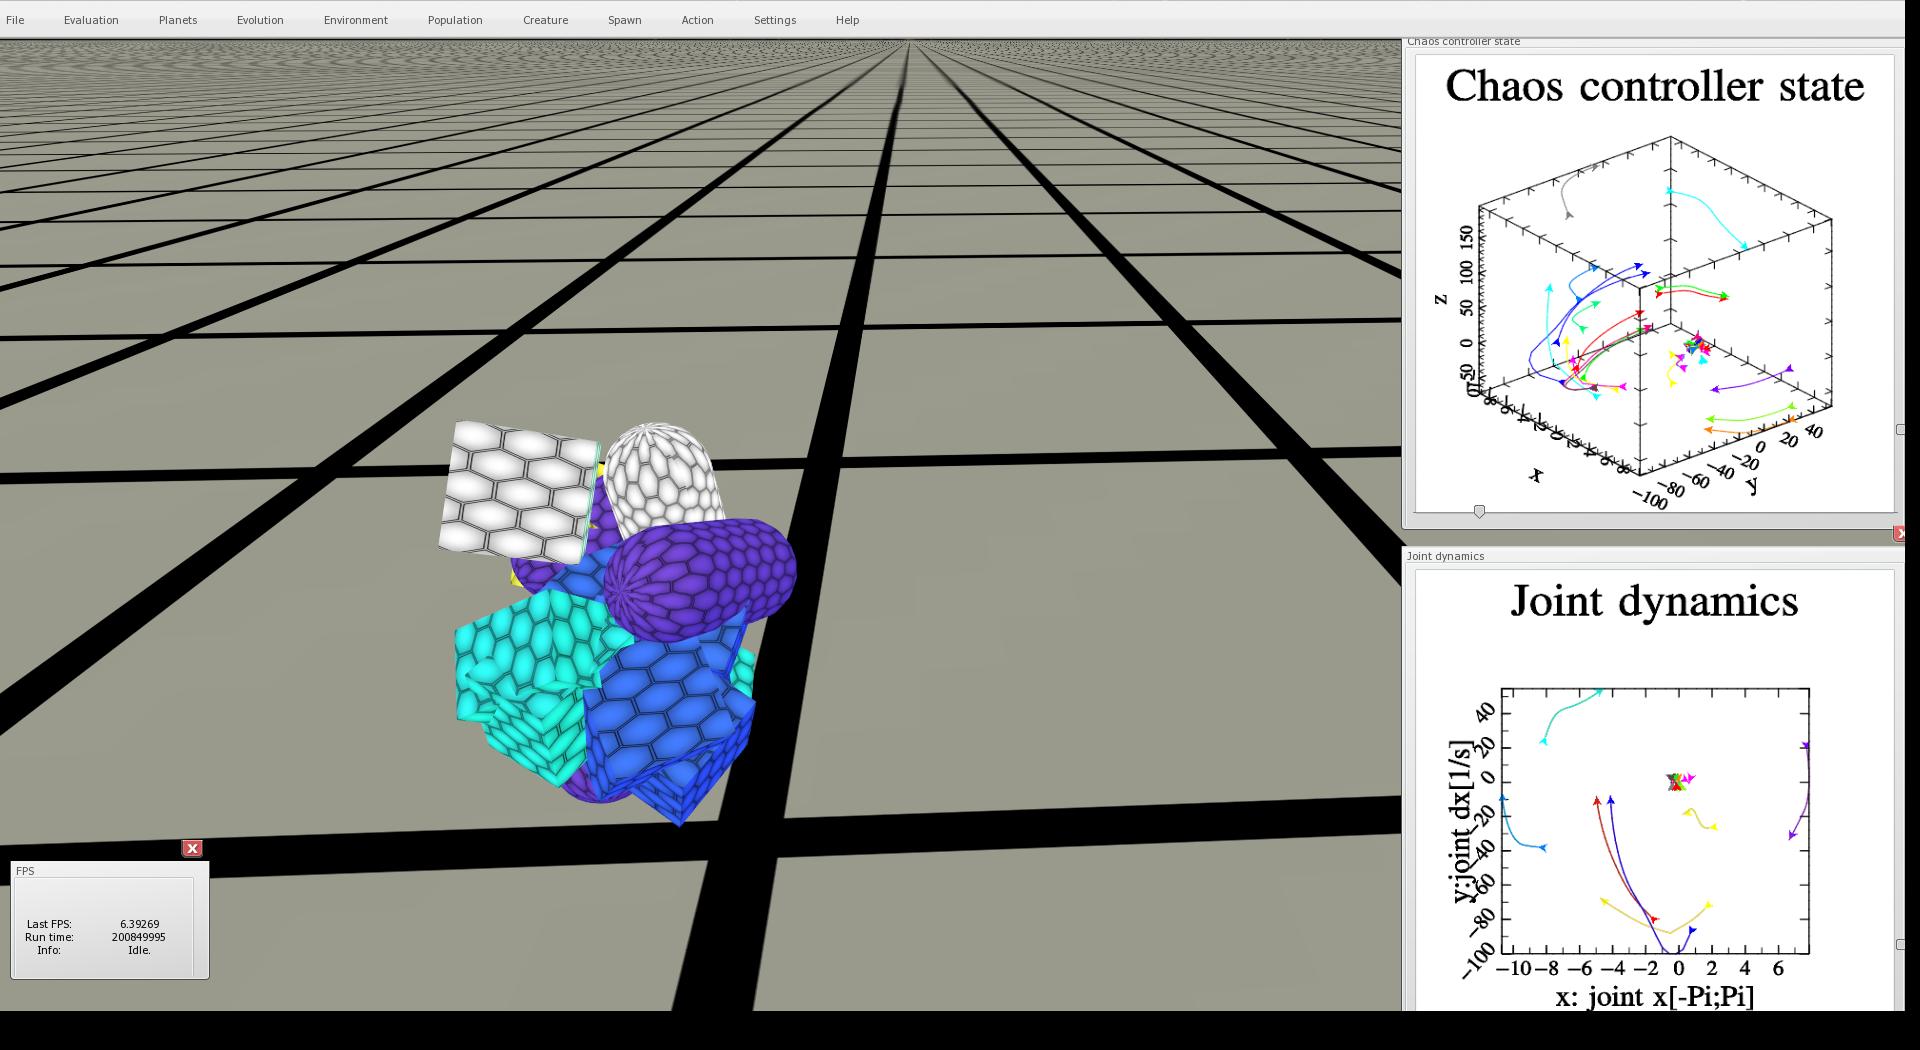 File Evaluation Planets Evolution Environment Population Creature Spawn Action Settings Help
Chaos controller state
Chaos controller state
150
100
50
0
-50
z
x
-100 -80 -60 -40 -20 0 20 40
y
Joint dynamics
Joint dynamics
40
20
0
-20
-40
-60
-80
-100
y:joint dx[1/s]
-10 -8 -6 -4 -2 0 2 4 6
x: joint x[-Pi;Pi]
X
FPS
Last FPS: 6.39269
Run time: 200849995
Info: Idle.